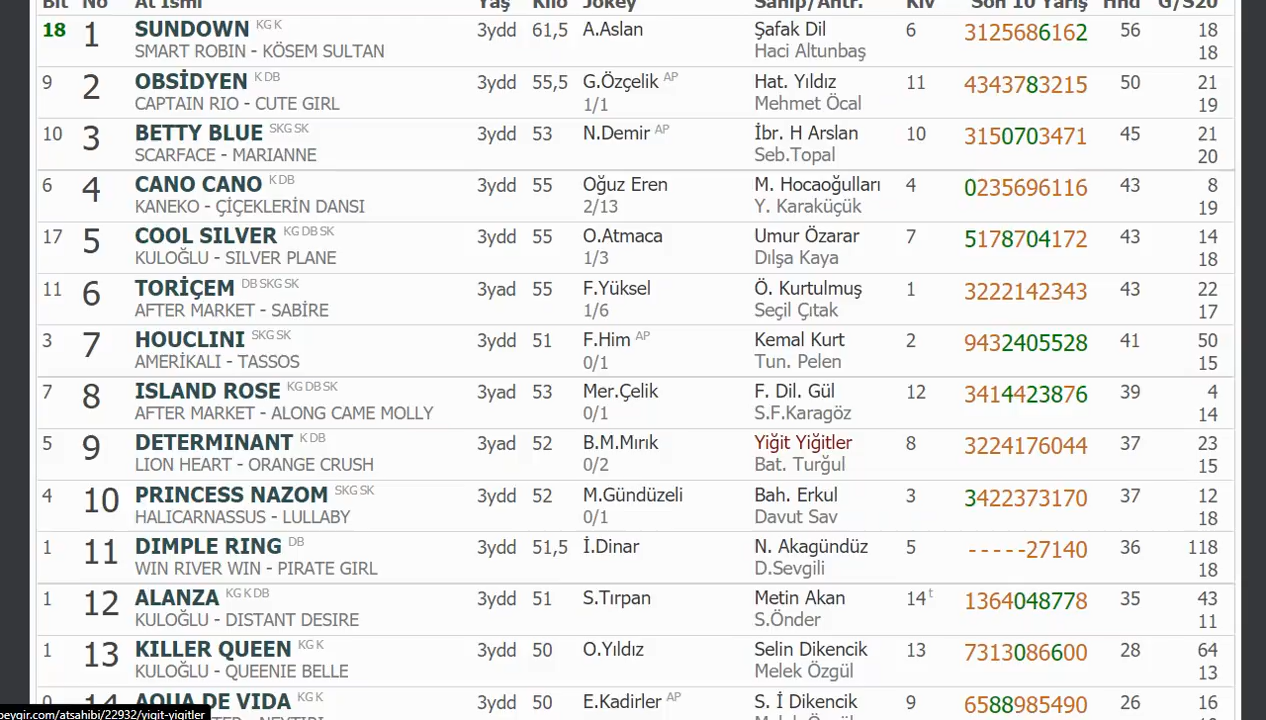 Bit No At İsmi Yaş Kilo Jokey Sahip/Antr. Klv Son 10 Yarış Hnd G/S20
18 1 SUNDOWN KG K 3ydd 61,5 A.Aslan Şafak Dil 6 3125686162 56 18
SMART ROBIN - KÖSEM SULTAN Haci Altunbaş 18
9 2 OBSİDYEN K DB 3ydd 55,5 G.Özçelik AP Hat. Yıldız 11 4343783215 50 21
CAPTAIN RIO - CUTE GIRL 1/1 Mehmet Öcal 19
10 3 BETTY BLUE SKG SK 3ydd 53 N.Demir AP İbr. H Arslan 10 3150703471 45 21
SCARFACE - MARIANNE Seb.Topal 20
6 4 CANO CANO K DB 3ydd 55 Oğuz Eren M. Hocaoğulları 4 0235696116 43 8
KANEKO - ÇİÇEKLERİN DANSI 2/13 Y. Karaküçük 19
17 5 COOL SILVER KG DB SK 3ydd 55 O.Atmaca Umur Özarar 7 5178704172 43 14
KULOĞLU - SILVER PLANE 1/3 Dılşa Kaya 18
11 6 TORİÇEM DB SKG SK 3yad 55 F.Yüksel Ö. Kurtulmuş 1 3222142343 43 22
AFTER MARKET - SABİRE 1/6 Seçil Çıtak 17
3 7 HOUCLINI SKG SK 3ydd 51 F.Him AP Kemal Kurt 2 9432405528 41 50
AMERİKALI - TASSOS 0/1 Tun. Pelen 15
7 8 ISLAND ROSE KG DB SK 3yad 53 Mer.Çelik F. Dil. Gül 12 3414423876 39 4
AFTER MARKET - ALONG CAME MOLLY 0/1 S.F.Karagöz 14
5 9 DETERMINANT K DB 3yad 52 B.M.Mırık Yiğit Yiğitler 8 3224176044 37 23
LION HEART - ORANGE CRUSH 0/2 Bat. Turğul 15
4 10 PRINCESS NAZOM SKG SK 3ydd 52 M.Gündüzeli Bah. Erkul 3 3422373170 37 12
HALICARNASSUS - LULLABY 0/1 Davut Sav 18
1 11 DIMPLE RING DB 3ydd 51,5 İ.Dinar N. Akagündüz 5 -----27140 36 118
WIN RIVER WIN - PIRATE GIRL D.Sevgili 18
1 12 ALANZA KG K DB 3ydd 51 S.Tırpan Metin Akan 14 t 1364048778 35 43
KULOĞLU - DISTANT DESIRE S.Önder 11
1 13 KILLER QUEEN KG K 3ydd 50 O.Yıldız Selin Dikencik 13 7313086600 28 64
KULOĞLU - QUEENIE BELLE Melek Özgül 13
0 14 AQUA DE VIDA KG K 3ydd 50 E.Kadirler AP S. İ Dikencik 9 6588985490 26 16
beygir.com/atsahibi/22932/yigit-yigitler